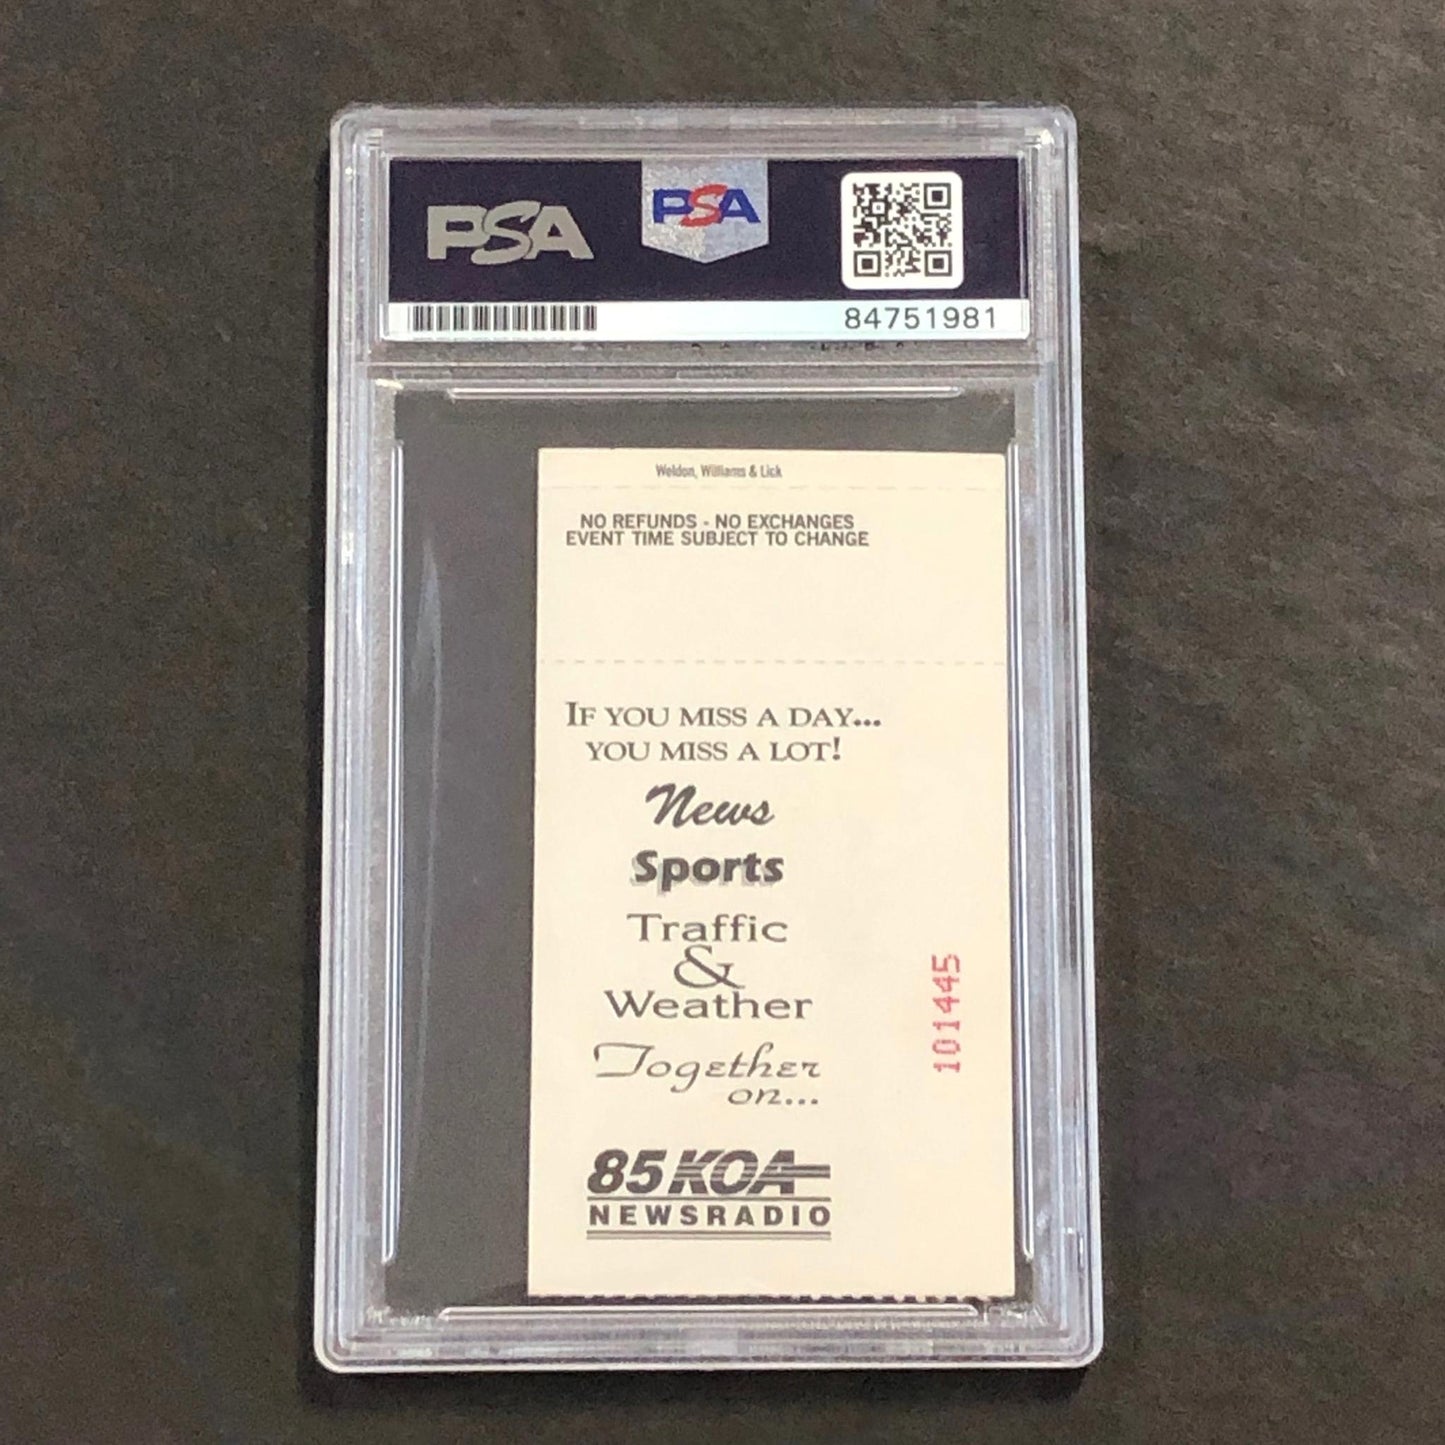 PSA
PSA
84751981
Weldon, Williams & Lick
NO REFUNDS - NO EXCHANGES
EVENT TIME SUBJECT TO CHANGE
IF YOU MISS A DAY...
YOU MISS A LOT!
News
Sports
Traffic
&
Weather
Together
on...
101445
85 KOA
NEWSRADIO